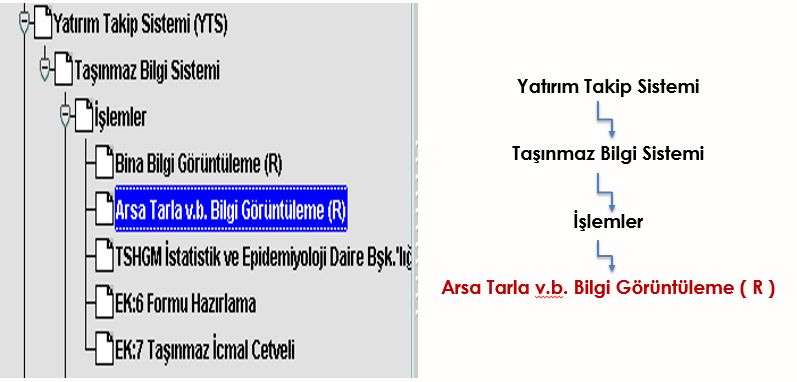 Yatırım Takip Sistemi (YTS)
Taşınmaz Bilgi Sistemi
İşlemler
Bina Bilgi Görüntüleme (R)
Arsa Tarla v.b. Bilgi Görüntüleme (R)
TSHGM İstatistik ve Epidemiyoloji Daire Bşk.'lığ
EK:6 Formu Hazırlama
EK:7 Taşınmaz İcmal Cetveli
Yatırım Takip Sistemi
Taşınmaz Bilgi Sistemi
İşlemler
Arsa Tarla v.b. Bilgi Görüntüleme ( R )